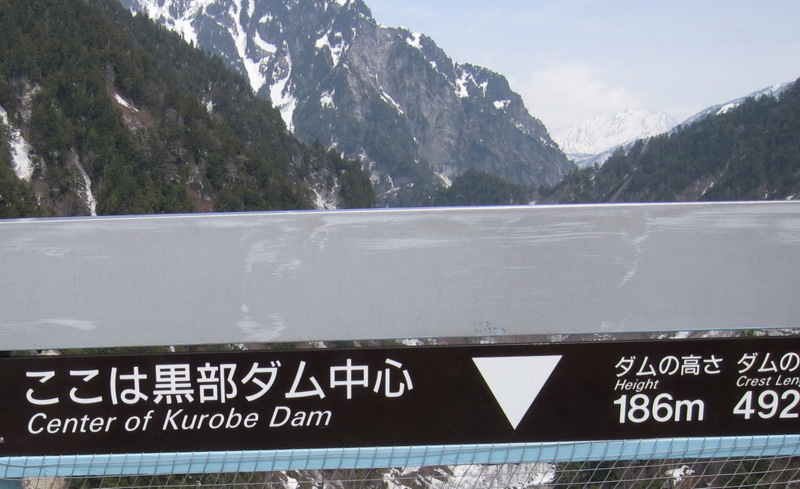 ここは黒部ダム中心
Center of Kurobe Dam
ダムの高さ
Height
186m
ダムの
Crest
492